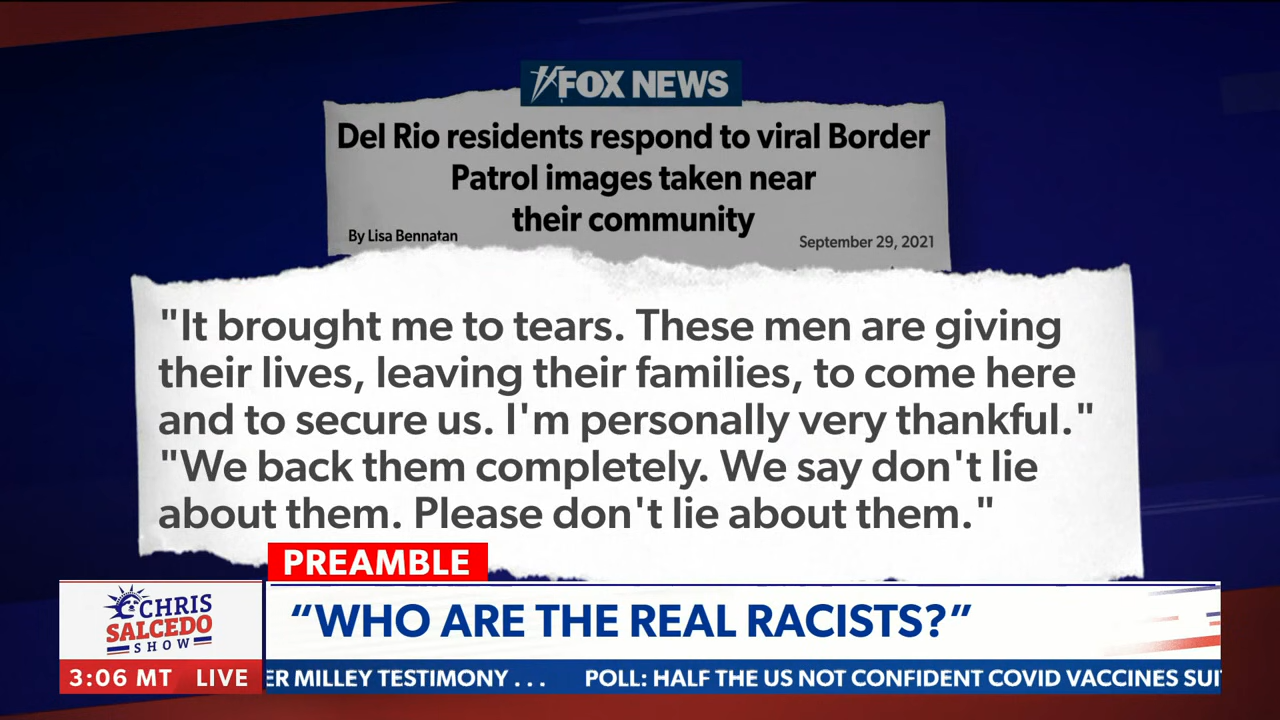 FOX NEWS
Del Rio residents respond to viral Border
Patrol images taken near
their community
By Lisa Bennatan
September 29, 2021
"It brought me to tears. These men are giving
their lives, leaving their families, to come here
and to secure us. I'm personally very thankful."
"We back them completely. We say don't lie
about them. Please don't lie about them."
PREAMBLE
CHRIS
SALCEDO
SHOW
“WHO ARE THE REAL RACISTS?”
3:06 MT LIVE
ER MILLEY TESTIMONY . . . POLL: HALF THE US NOT CONFIDENT COVID VACCINES SUI